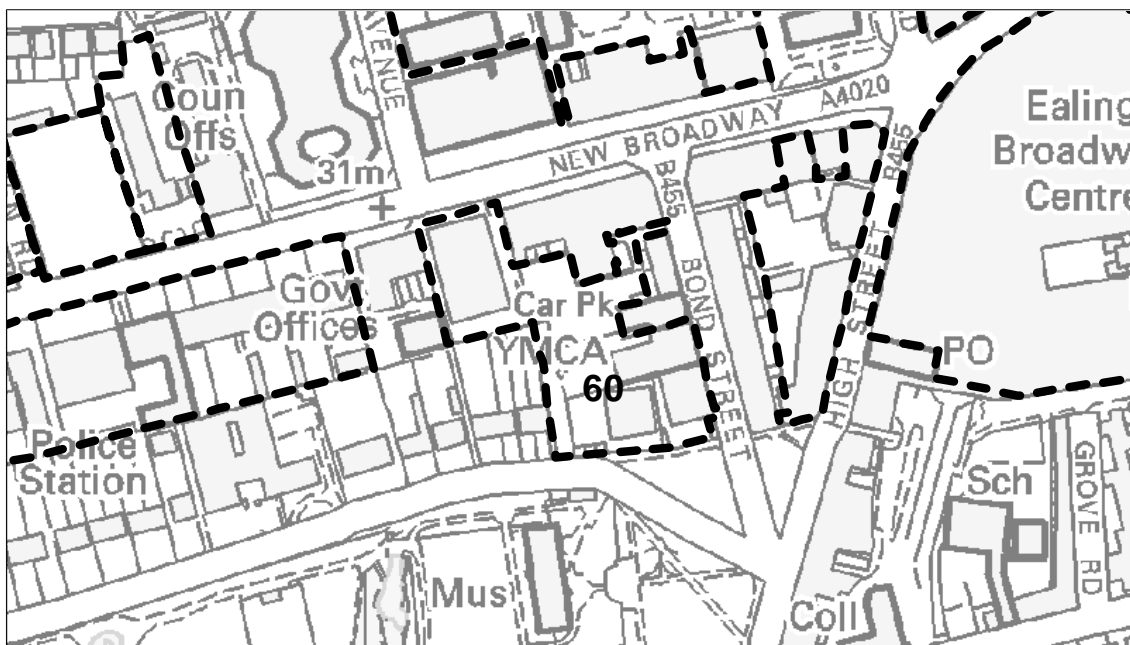 AVENUE
Coun
Offs
31m
A4020
NEW BROADWAY
B455
B455
Ealing
Broadw
Centre
Gov
Offices
Car Pk
YMCA
60
BOND STREET
HIGH STREET
PO
Police
Station
Sch
GROVE RD
Mus
Coll